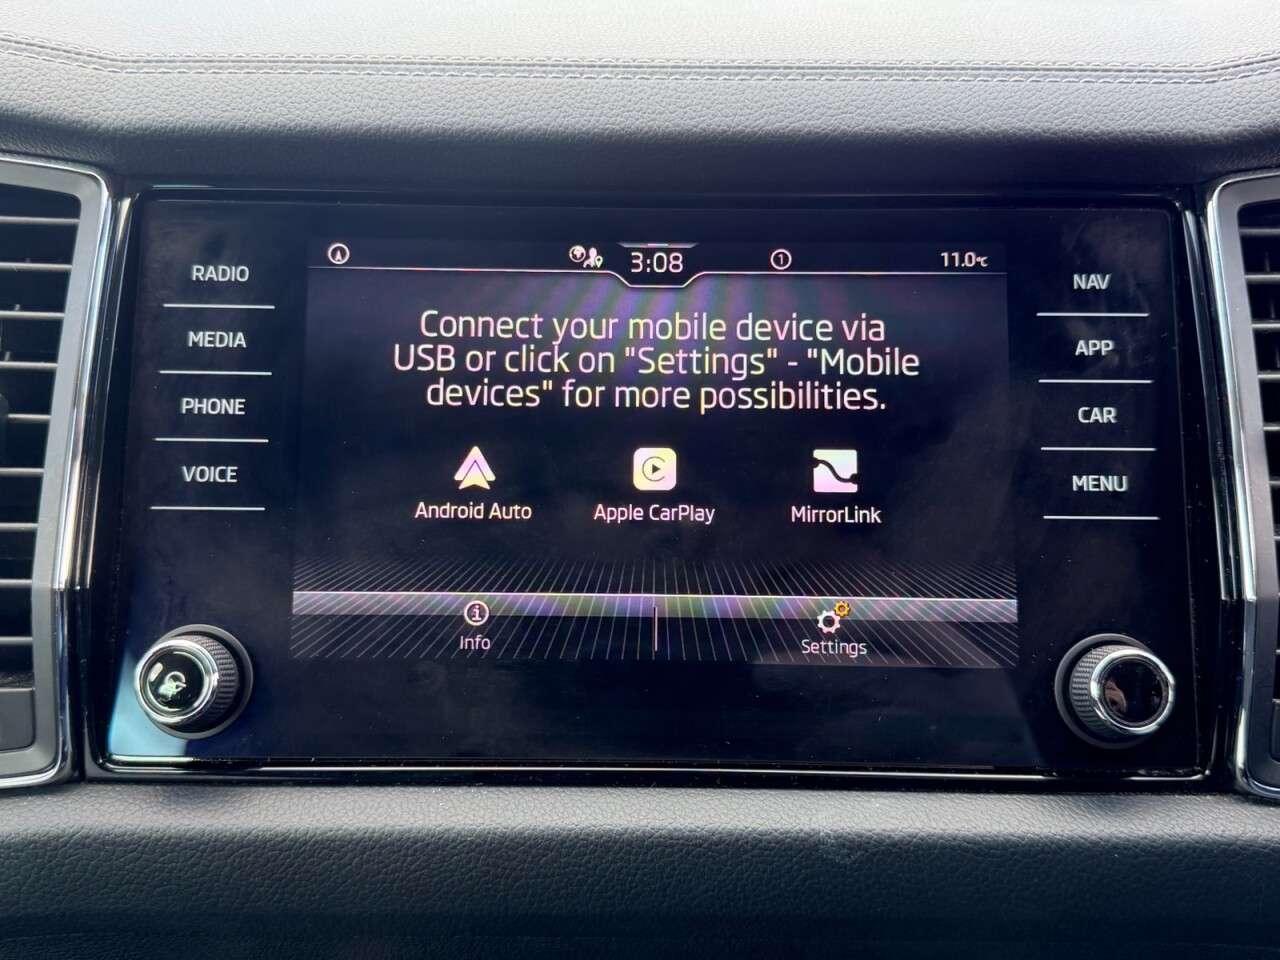 RADIO
MEDIA
PHONE
VOICE
3:08
1
11.0°C
Connect your mobile device via
USB or click on "Settings" - "Mobile
devices" for more possibilities.
Android Auto
Apple CarPlay
MirrorLink
Info
Settings
NAV
APP
CAR
MENU